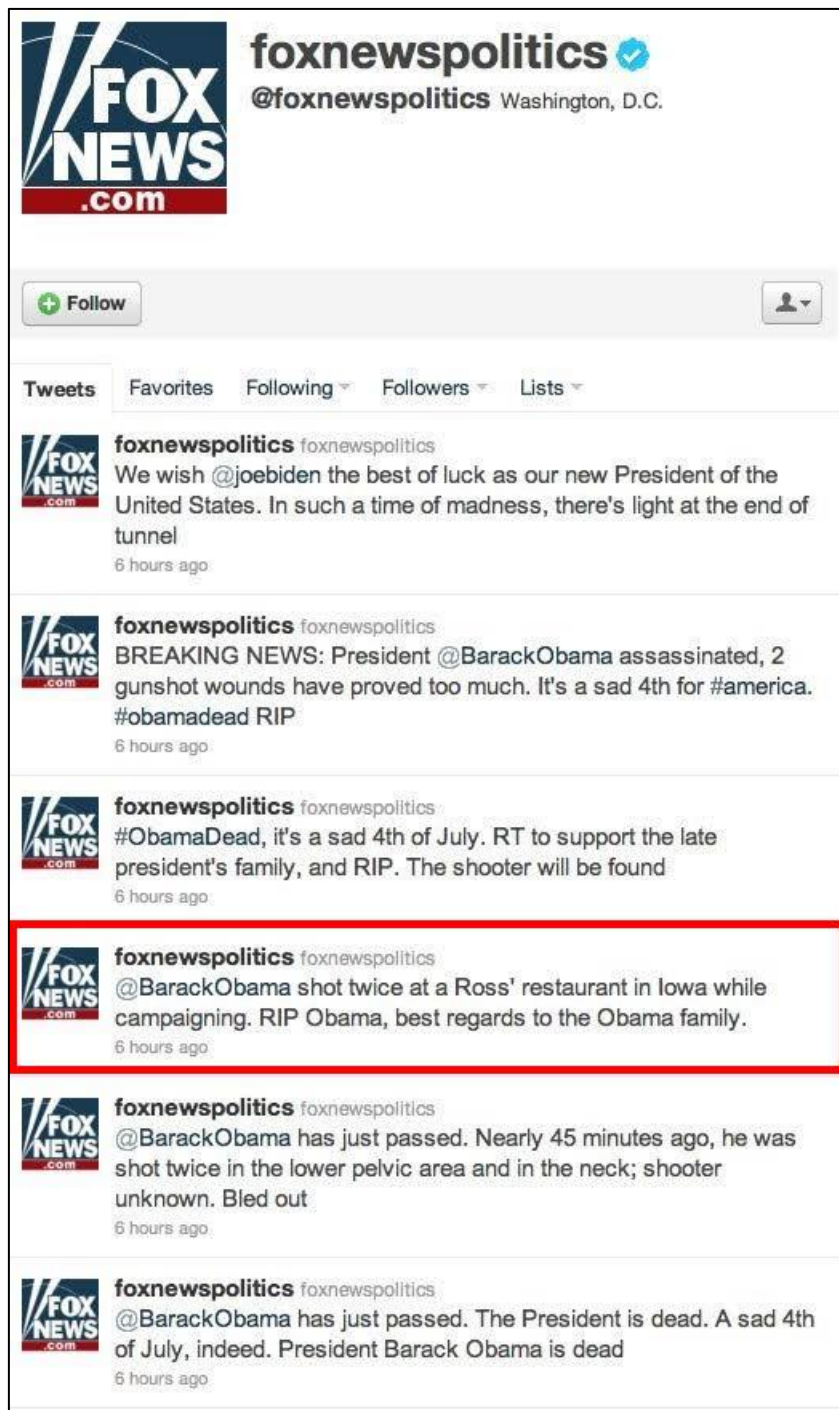 FOX
NEWS
.com
foxnewspolitics
@foxnewspolitics Washington, D.C.
Follow
Tweets Favorites Following Followers Lists
FOX
NEWS
.com
foxnewspolitics foxnewspolitics
We wish @joebiden the best of luck as our new President of the
United States. In such a time of madness, there's light at the end of
tunnel
6 hours ago
FOX
NEWS
.com
foxnewspolitics foxnewspolitics
BREAKING NEWS: President @BarackObama assassinated, 2
gunshot wounds have proved too much. It's a sad 4th for #america.
#obamadead RIP
6 hours ago
FOX
NEWS
.com
foxnewspolitics foxnewspolitics
#ObamaDead, it's a sad 4th of July. RT to support the late
president's family, and RIP. The shooter will be found
6 hours ago
FOX
NEWS
.com
foxnewspolitics foxnewspolitics
@BarackObama shot twice at a Ross' restaurant in Iowa while
campaigning. RIP Obama, best regards to the Obama family.
6 hours ago
FOX
NEWS
.com
foxnewspolitics foxnewspolitics
@BarackObama has just passed. Nearly 45 minutes ago, he was
shot twice in the lower pelvic area and in the neck; shooter
unknown. Bled out
6 hours ago
FOX
NEWS
.com
foxnewspolitics foxnewspolitics
@BarackObama has just passed. The President is dead. A sad 4th
of July, indeed. President Barack Obama is dead
6 hours ago